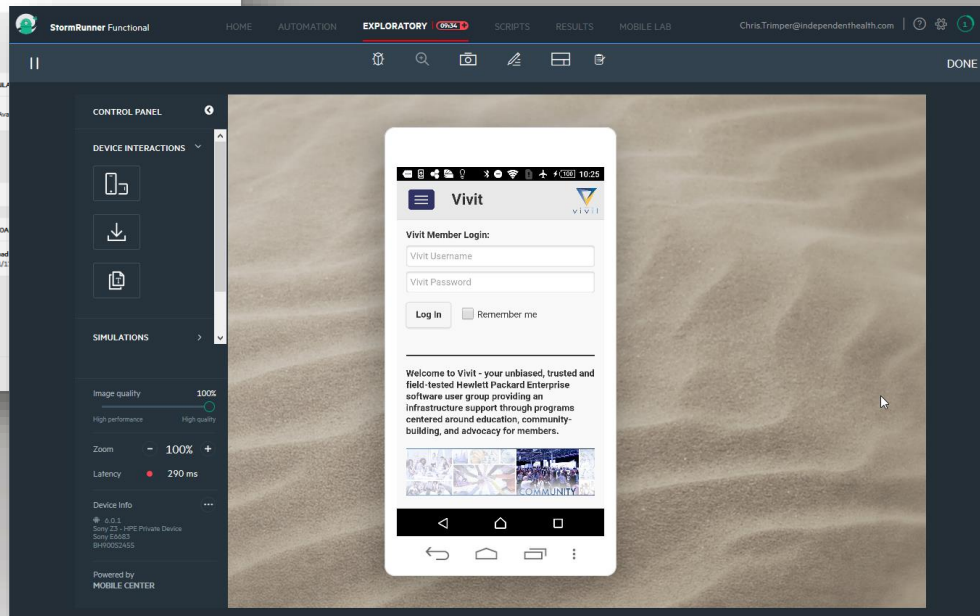 StormRunner Functional
HOME
AUTOMATION
EXPLORATORY
09:34
SCRIPTS
RESULTS
MOBILE LAB
Chris.Trimper@independenthealth.com
1
DONE
CONTROL PANEL
DEVICE INTERACTIONS
SIMULATIONS
Image quality 100%
High performance High quality
Zoom - 100% +
Latency 290 ms
Device Info
6.0.1
Sony Z3 - HPE Private Device
Sony E6683
BH90052455
Powered by
MOBILE CENTER
100 10:25
Vivit
vivit
Vivit Member Login:
Vivit Username
Vivit Password
Log In Remember me
Welcome to Vivit - your unbiased, trusted and
field-tested Hewlett Packard Enterprise
software user group providing an
infrastructure support through programs
centered around education, community-
building, and advocacy for members.
COMMUNITY